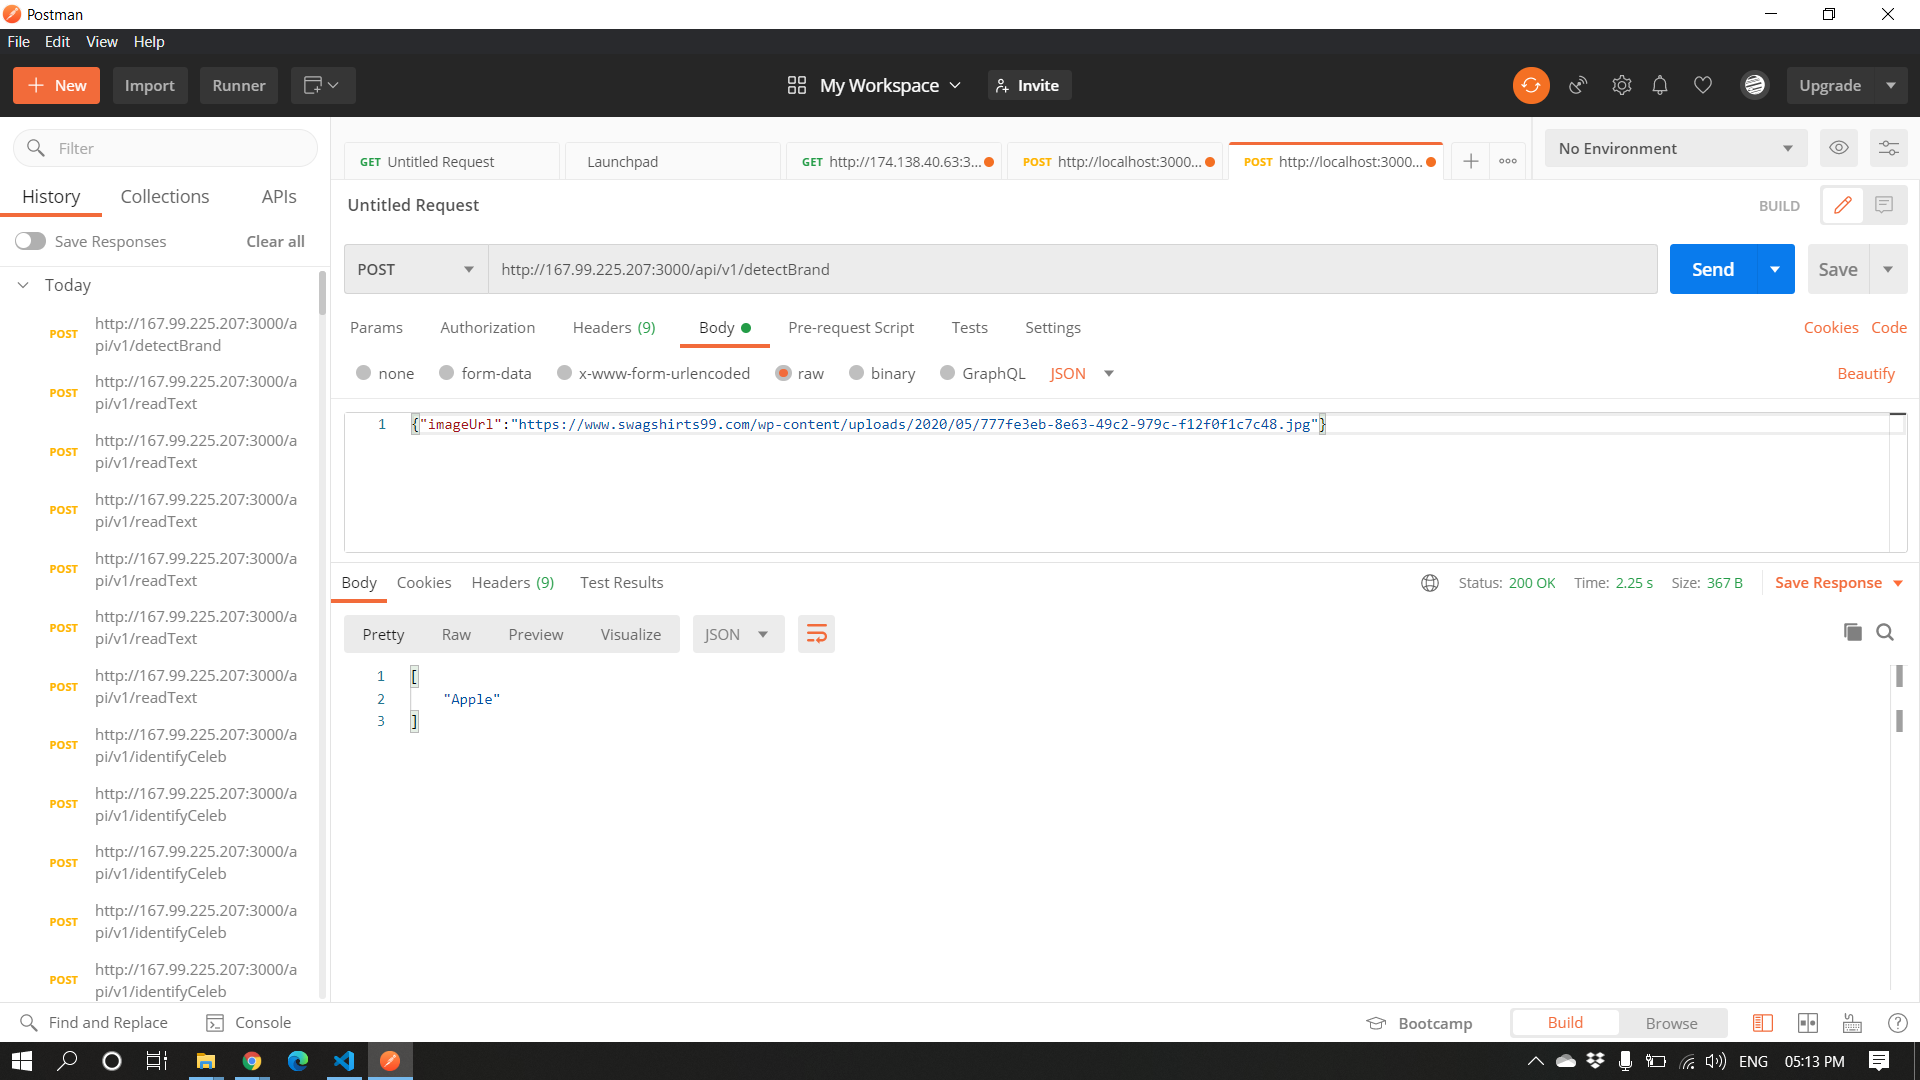 Postman
File Edit View Help
New Import Runner My Workspace Invite Upgrade
Filter
History Collections APIs
Save Responses Clear all
Today
POST http://167.99.225.207:3000/a
pi/v1/detectBrand
POST http://167.99.225.207:3000/a
pi/v1/readText
POST http://167.99.225.207:3000/a
pi/v1/readText
POST http://167.99.225.207:3000/a
pi/v1/readText
POST http://167.99.225.207:3000/a
pi/v1/readText
POST http://167.99.225.207:3000/a
pi/v1/readText
POST http://167.99.225.207:3000/a
pi/v1/readText
POST http://167.99.225.207:3000/a
pi/v1/identifyCeleb
POST http://167.99.225.207:3000/a
pi/v1/identifyCeleb
POST http://167.99.225.207:3000/a
pi/v1/identifyCeleb
POST http://167.99.225.207:3000/a
pi/v1/identifyCeleb
POST http://167.99.225.207:3000/a
pi/v1/identifyCeleb
GET Untitled Request Launchpad GET http://174.138.40.63:3... POST http://localhost:3000... POST http://localhost:3000... No Environment
Untitled Request BUILD
POST http://167.99.225.207:3000/api/v1/detectBrand Send Save
Params Authorization Headers (9) Body Pre-request Script Tests Settings Cookies Code
none form-data x-www-form-urlencoded raw binary GraphQL JSON Beautify
1 {"imageUrl":"https://www.swagshirts99.com/wp-content/uploads/2020/05/777fe3eb-8e63-49c2-979c-f12f0f1c7c48.jpg"}
Body Cookies Headers (9) Test Results Status: 200 OK Time: 2.25 s Size: 367 B Save Response
Pretty Raw Preview Visualize JSON
1 [
2 "Apple"
3 ]
Find and Replace Console Bootcamp Build Browse
ENG 05:13 PM